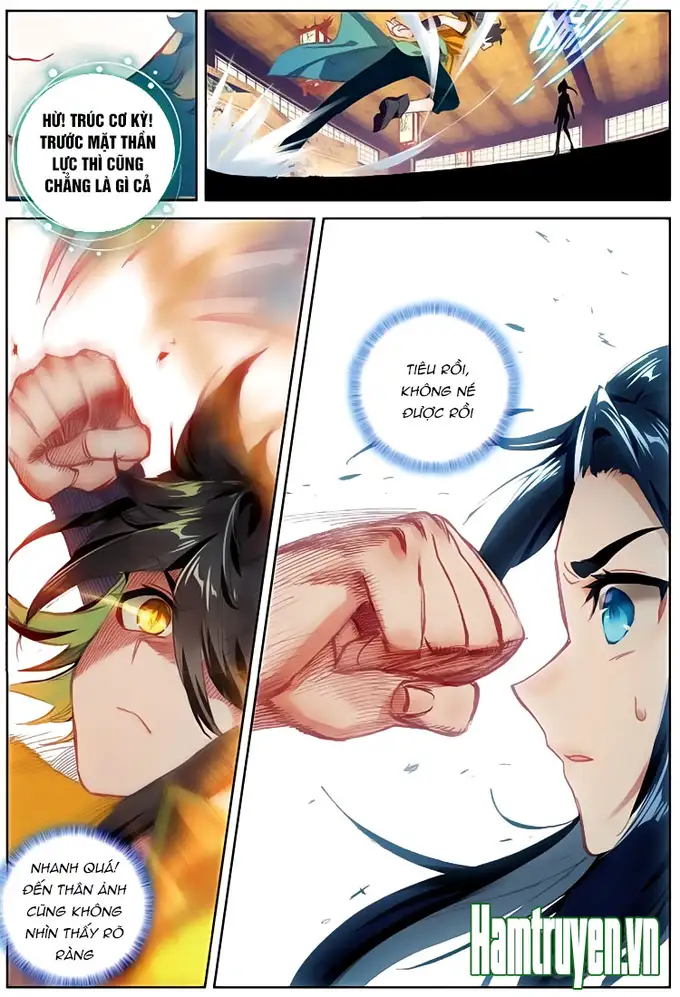 HỪ! TRÚC CƠ KỲ!
TRƯỚC MẶT THẦN
LỰC THÌ CŨNG
CHẲNG LÀ GÌ CẢ
TIÊU RỒI,
KHÔNG NÉ
ĐƯỢC RỒI
NHANH QUÁ!
ĐẾN THÂN ẢNH
CŨNG KHÔNG
NHÌN THẤY RÕ
RÀNG
Hamtruyen.vn